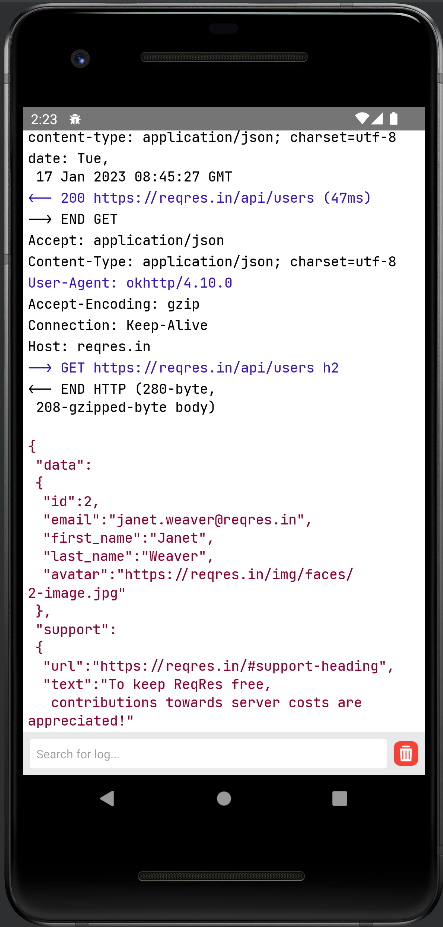 2:23
content-type: application/json; charset=utf-8
date: Tue,
 17 Jan 2023 08:45:27 GMT
<-- 200 https://reqres.in/api/users (47ms)
--> END GET
Accept: application/json
Content-Type: application/json; charset=utf-8
User-Agent: okhttp/4.10.0
Accept-Encoding: gzip
Connection: Keep-Alive
Host: reqres.in
--> GET https://reqres.in/api/users h2
<-- END HTTP (280-byte,
 208-gzipped-byte body)
{
 "data":
 {
  "id":2,
  "email":"janet.weaver@reqres.in",
  "first_name":"Janet",
  "last_name":"Weaver",
  "avatar":"https://reqres.in/img/faces/
2-image.jpg"
 },
 "support":
 {
  "url":"https://reqres.in/#support-heading",
  "text":"To keep ReqRes free,
   contributions towards server costs are
appreciated!"
Search for log...